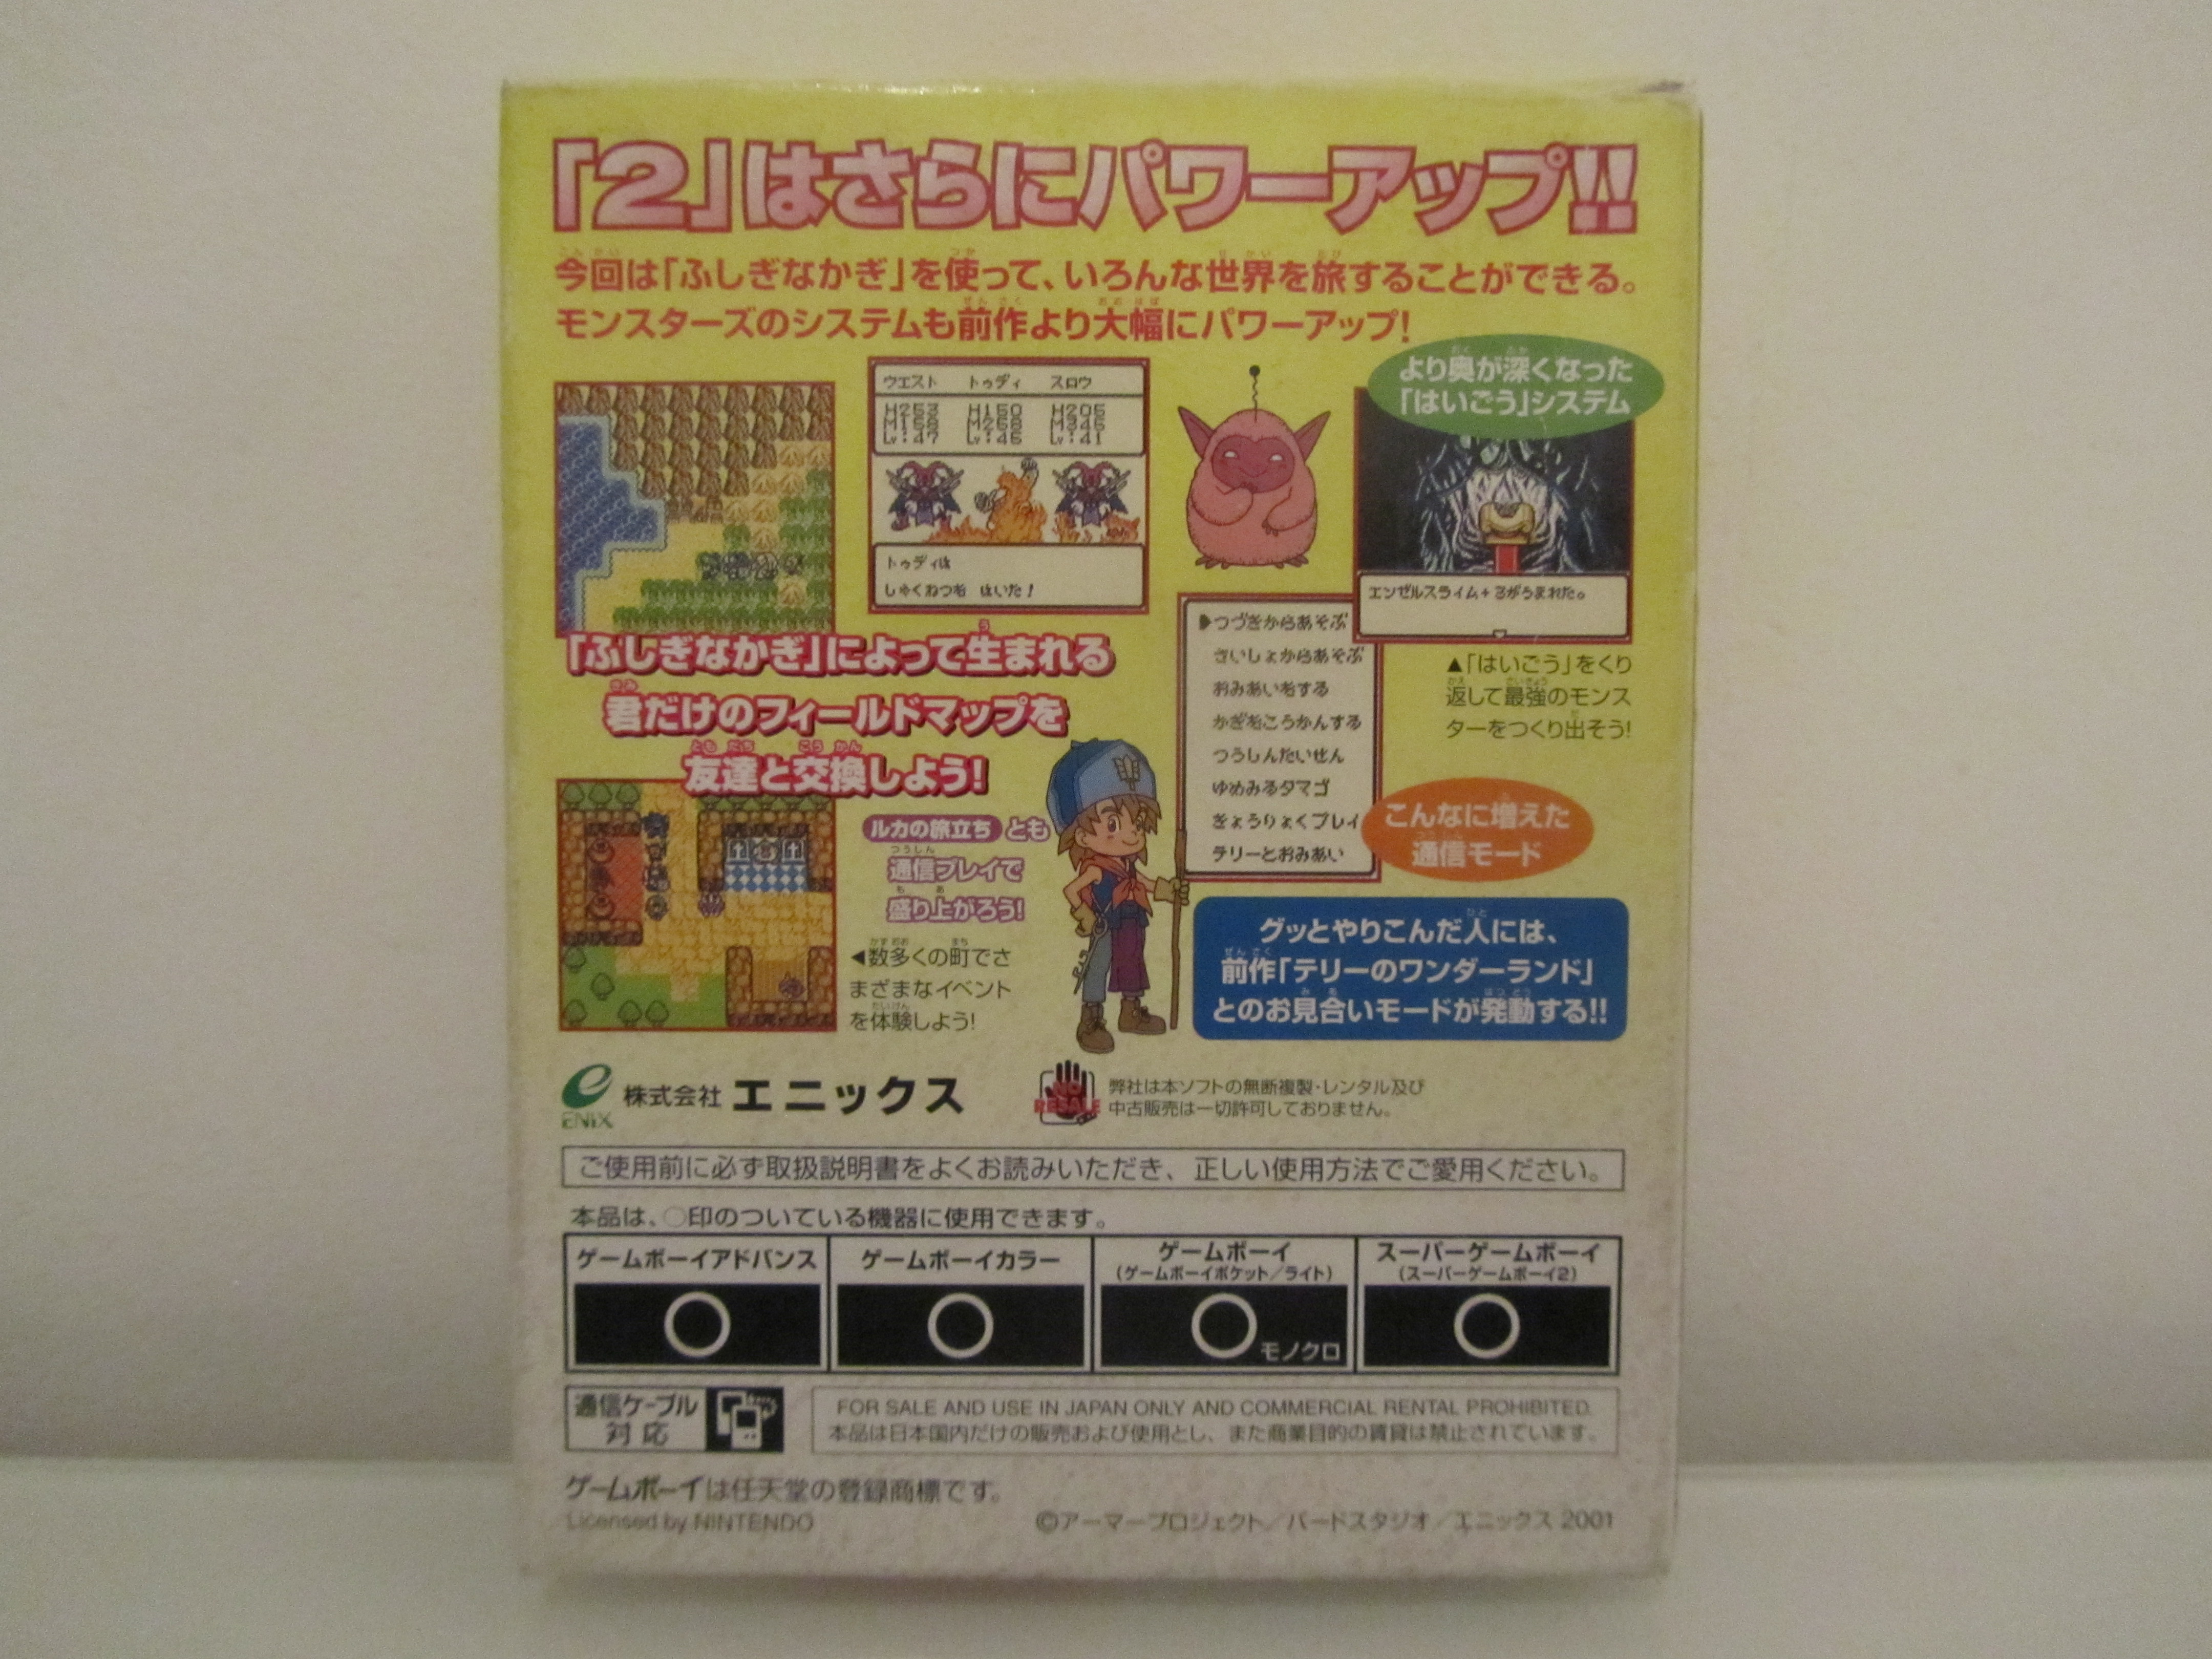 「2」はさらにパワーアップ!!
今回は「ふしぎなかぎ」を使って、いろんな世界を旅することができる。
モンスターズのシステムも前作より大幅にパワーアップ!
より奥が深くなった
「はいごう」システム
ウエスト トゥディ スロウ
H253 H150 H205
M158 M258 M345
Lv:47 Lv:45 Lv:41
トゥディは
しゃくねつを はいた!
エンゼルスライム+3がうまれた。
▲「はいごう」をくり
返して最強のモンス
ターをつくり出そう!
「ふしぎなかぎ」によって生まれる
君だけのフィールドマップを
友達と交換しよう!
▶つづきからあそぶ
さいしょからあそぶ
おみあいをする
かぎをこうかんする
つうしんたいせん
ゆめみるタマゴ
きょうりょくプレイ
テリーとおみあい
こんなに増えた
通信モード
ルカの旅立ち とも
通信プレイで
盛り上がろう!
◀数多くの町でさ
まざまなイベント
を体験しよう!
グッとやりこんだ人には、
前作「テリーのワンダーランド」
とのお見合いモードが発動する!!
ENIX
株式会社 エニックス
NO
RESALE
弊社は本ソフトの無断複製・レンタル及び
中古販売は一切許可しておりません。
ご使用前に必ず取扱説明書をよくお読みいただき、正しい使用方法でご愛用ください。
本品は、○印のついている機器に使用できます。
ゲームボーイアドバンス
ゲームボーイカラー
ゲームボーイ
(ゲームボーイポケット/ライト)
スーパーゲームボーイ
(スーパーゲームボーイ2)
モノクロ
通信ケーブル
対応
FOR SALE AND USE IN JAPAN ONLY AND COMMERCIAL RENTAL PROHIBITED.
本品は日本国内だけの販売および使用とし、また商業目的の賃貸は禁止されています。
ゲームボーイは任天堂の登録商標です。
Licensed by NINTENDO
©アーマープロジェクト/バードスタジオ/エニックス 2001